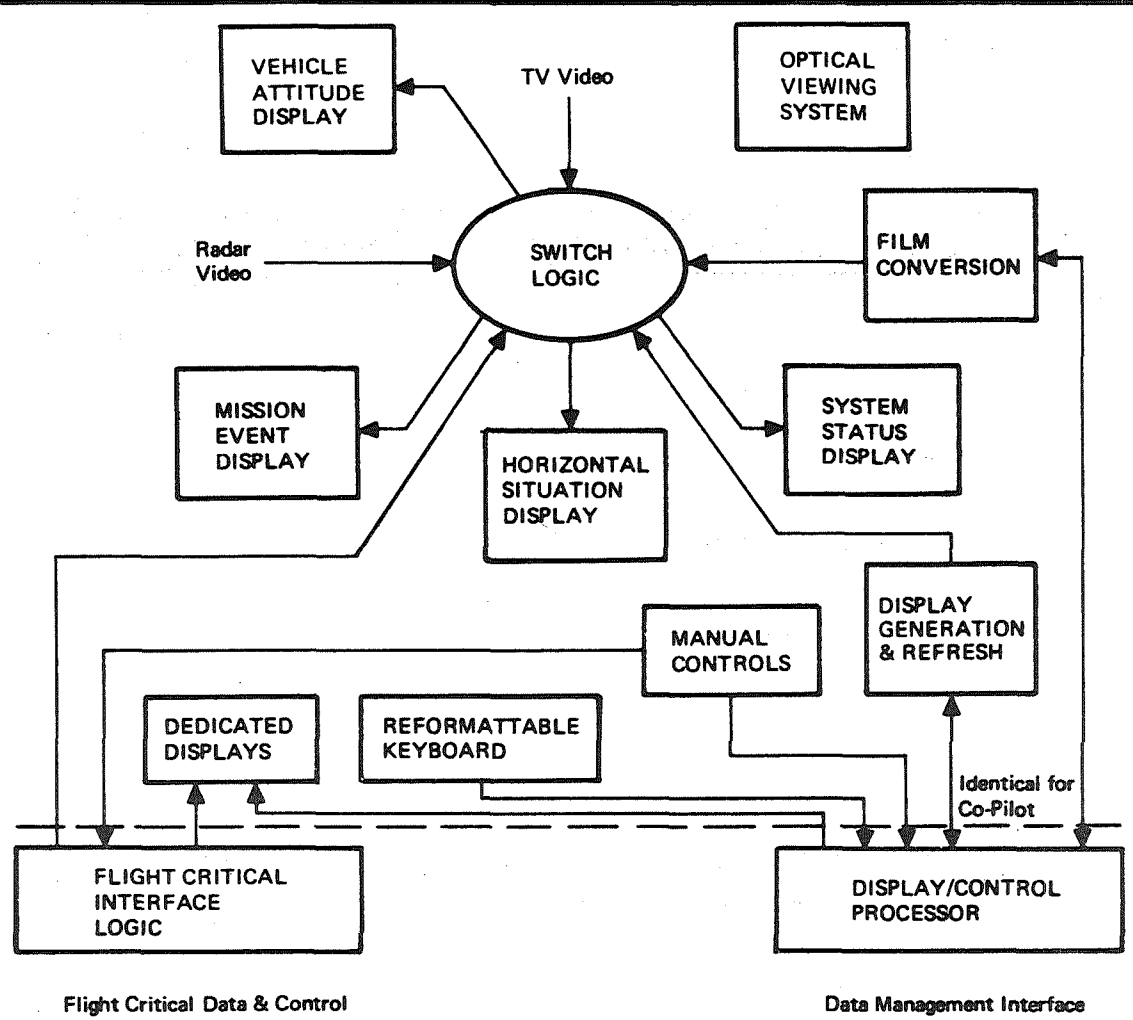 VEHICLE
ATTITUDE
DISPLAY
TV Video
OPTICAL
VIEWING
SYSTEM
Radar
Video
SWITCH
LOGIC
FILM
CONVERSION
MISSION
EVENT
DISPLAY
HORIZONTAL
SITUATION
DISPLAY
SYSTEM
STATUS
DISPLAY
MANUAL
CONTROLS
DISPLAY
GENERATION
& REFRESH
DEDICATED
DISPLAYS
REFORMATTABLE
KEYBOARD
Identical for
Co-Pilot
FLIGHT CRITICAL
INTERFACE
LOGIC
DISPLAY/CONTROL
PROCESSOR
Flight Critical Data & Control
Data Management Interface